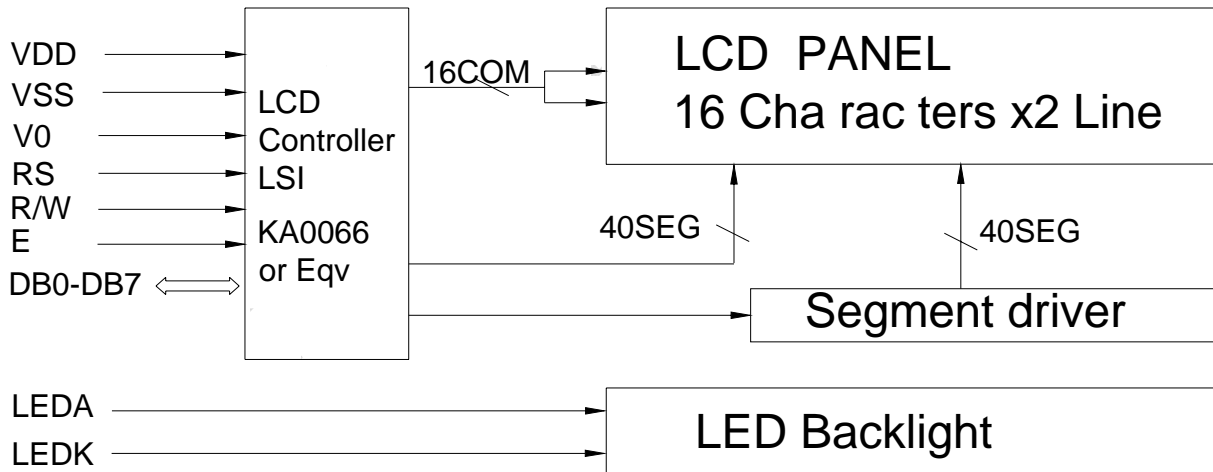 VDD
VSS
V0
RS
R/W
E
DB0-DB7
LEDA
LEDK
LCD
Controller
LSI
KA0066
or Eqv
16COM
LCD PANEL
16 Cha rac ters x2 Line
40SEG
40SEG
Segment driver
LED Backlight